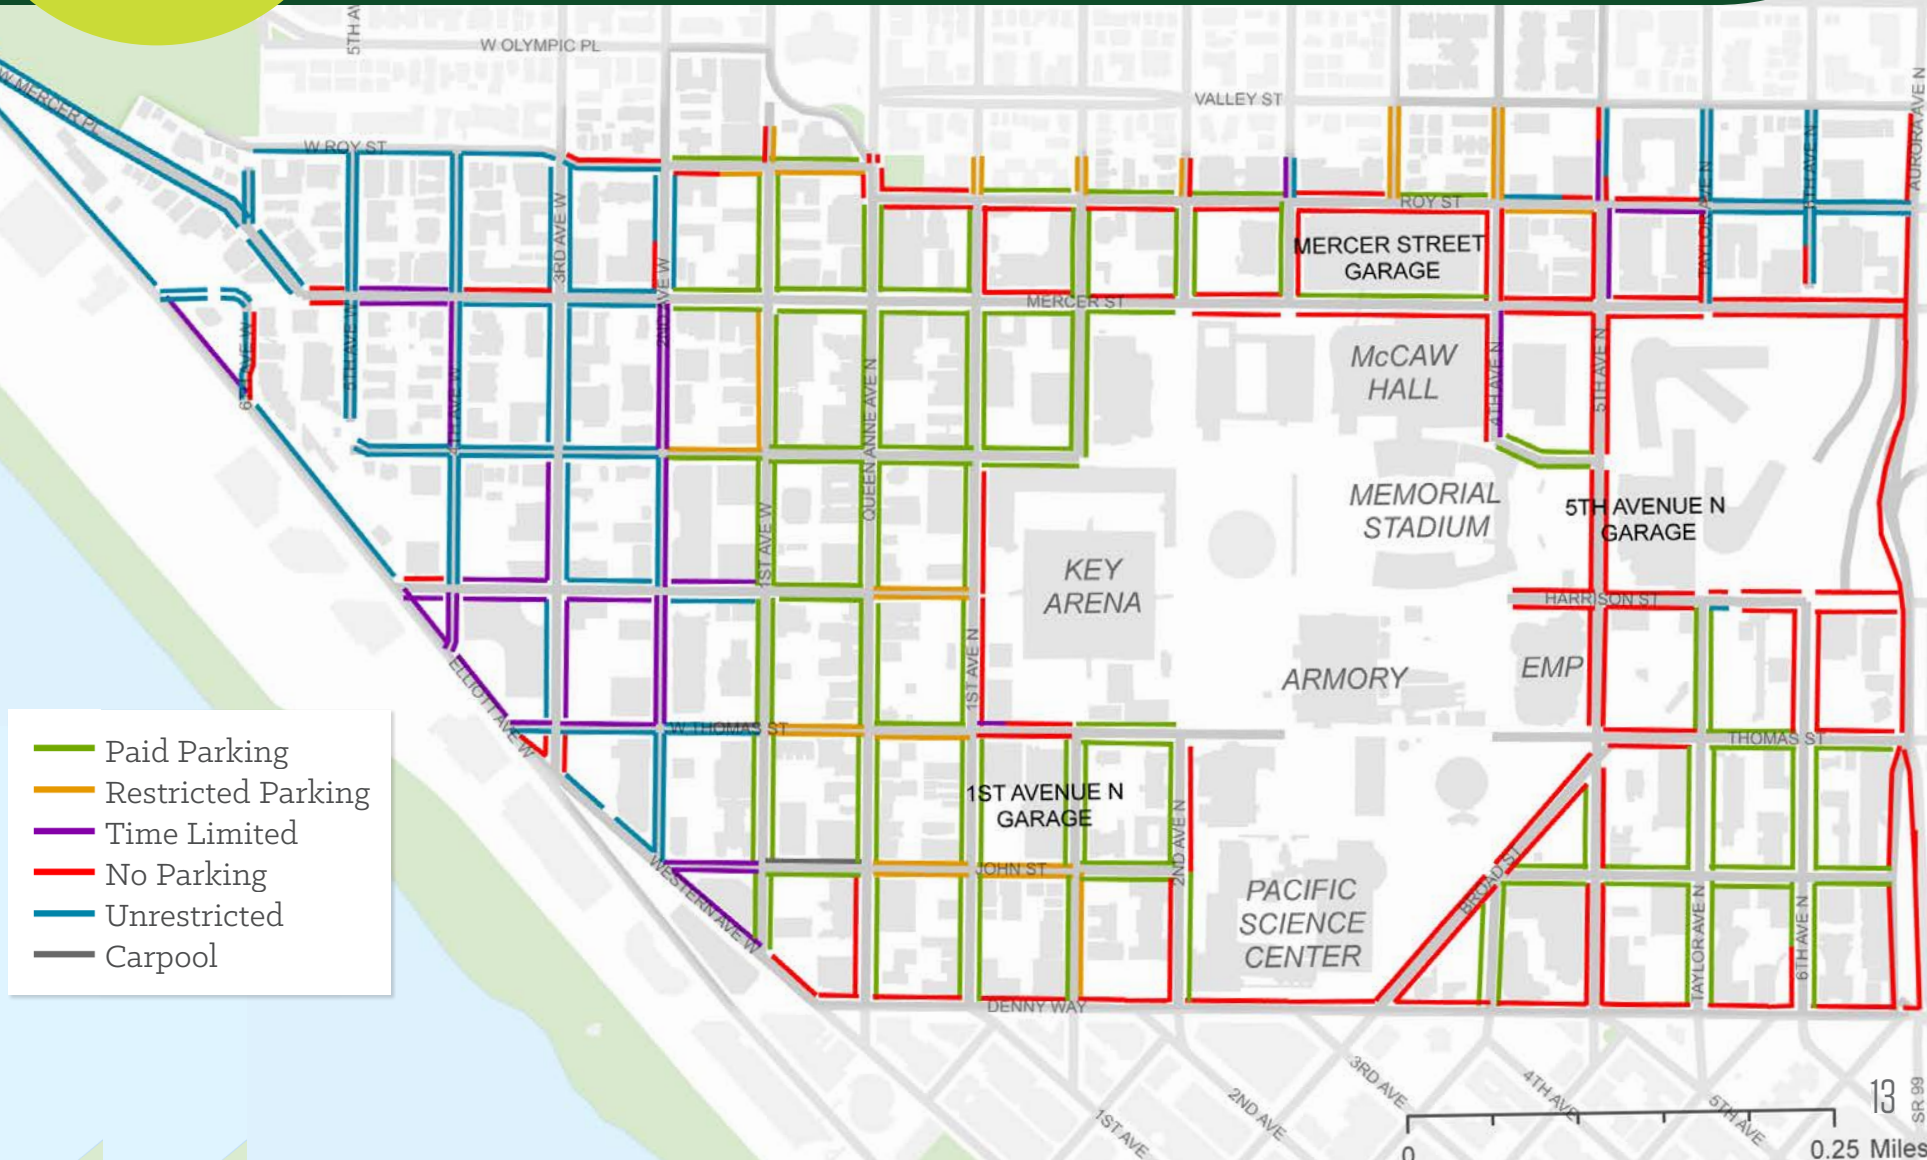 5TH AV
W OLYMPIC PL
VALLEY ST
AURORA AVE N
W MERCER PL
W ROY ST
6TH AVE N
TAYLOR AVE N
3RD AVE W
ROY ST
MERCER STREET
GARAGE
2ND AVE W
MERCER ST
5TH AVE W
6TH AVE W
4TH AVE W
QUEEN ANNE AVE N
McCAW
HALL
4TH AVE N
5TH AVE N
MEMORIAL
STADIUM
5TH AVENUE N
GARAGE
1ST AVE W
KEY
ARENA
HARRISON ST
1ST AVE N
ARMORY
EMP
ELLIOTT AVE W
W THOMAS ST
THOMAS ST
Paid Parking
Restricted Parking
Time Limited
No Parking
Unrestricted
Carpool
1ST AVENUE N
GARAGE
2ND AVE N
JOHN ST
WESTERN AVE W
BROAD ST
PACIFIC
SCIENCE
CENTER
TAYLOR AVE N
6TH AVE N
DENNY WAY
3RD AVE
4TH AVE
5TH AVE
2ND AVE
1ST AVE
13
SR 99
0
0.25 Miles